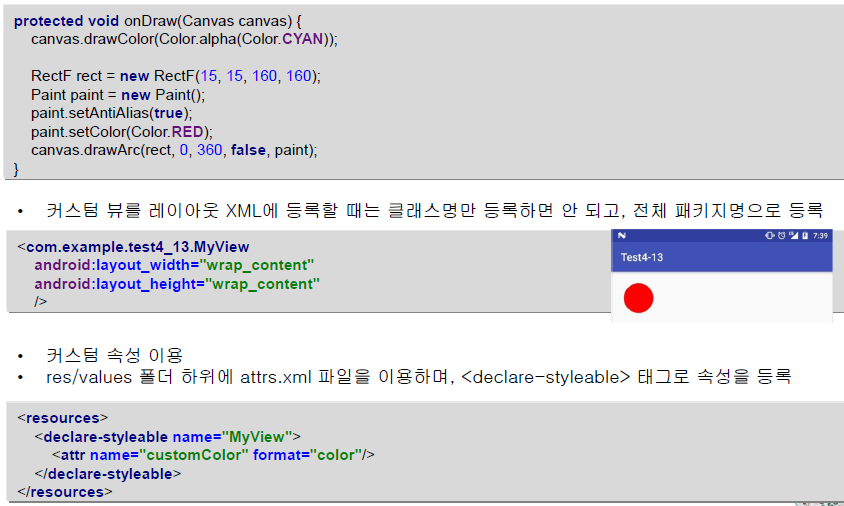 protected void onDraw(Canvas canvas) {
canvas.drawColor(Color.alpha(Color.CYAN));
RectF rect = new RectF(15, 15, 160, 160);
Paint paint = new Paint();
paint.setAntiAlias(true);
paint.setColor(Color.RED);
canvas.drawArc(rect, 0, 360, false, paint);
}
• 커스텀 뷰를 레이아웃 XML에 등록할 때는 클래스명만 등록하면 안 되고, 전체 패키지명으로 등록
<com.example.test4_13.MyView
android:layout_width="wrap_content"
android:layout_height="wrap_content"
/>
7:39
Test4-13
• 커스텀 속성 이용
• res/values 폴더 하위에 attrs.xml 파일을 이용하며, <declare-styleable> 태그로 속성을 등록
<resources>
<declare-styleable name="MyView">
<attr name="customColor" format="color"/>
</declare-styleable>
</resources>